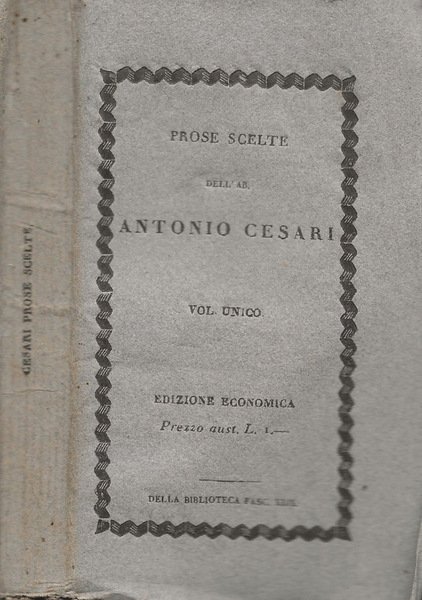 CESARI PROSE SCELTE
PROSE SCELTE
DELL'AB.
ANTONIO CESARI
VOL. UNICO
EDIZIONE ECONOMICA
Prezzo aust. L. 1.—
DELLA BIBLIOTECA FASC.